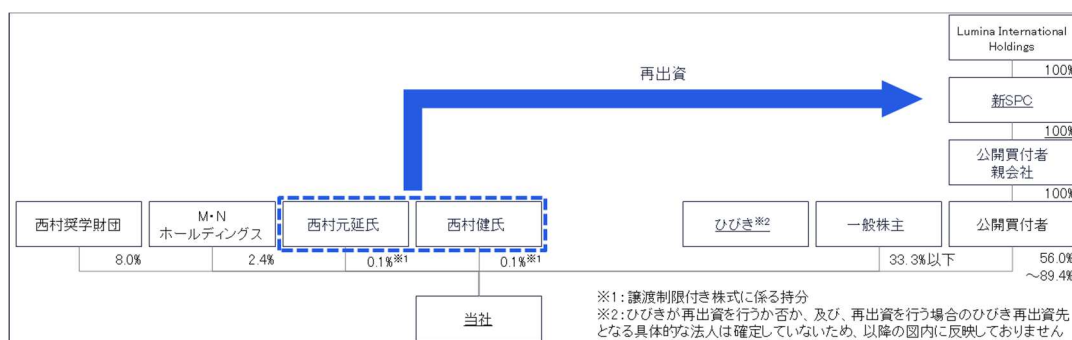 Lumina International
Holdings
100%
再出資
新SPC
100%
公開買付者
親会社
100%
西村奨学財団
M・N
ホールディングス
西村元延氏
西村健氏
ひびき※2
一般株主
公開買付者
8.0%
2.4%
0.1%※1
0.1%※1
33.3%以下
56.0%
~89.4%
当社
※1:譲渡制限付き株式に係る持分
※2:ひびきが再出資を行うか否か、及び、再出資を行う場合のひびき再出資先
となる具体的な法人は確定していないため、以降の図内に反映しておりません